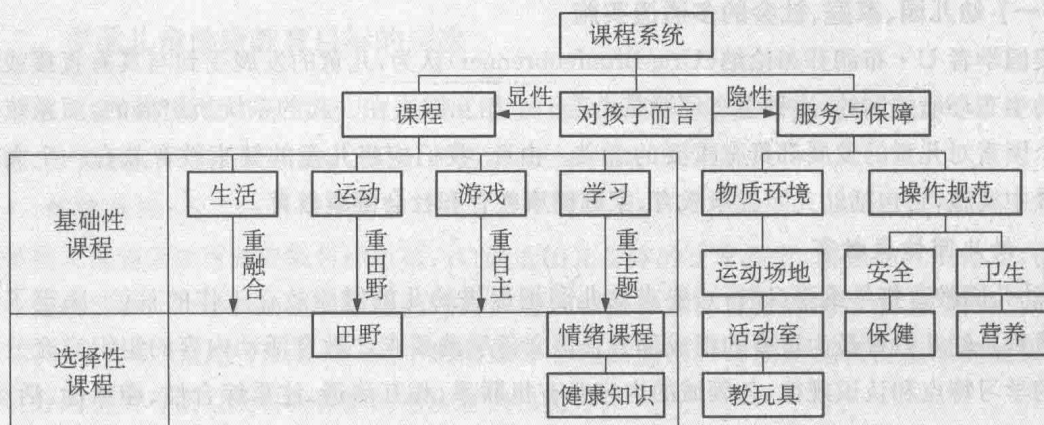 课程系统
显性
隐性
课程
对孩子而言
服务与保障
生活
运动
游戏
学习
物质环境
操作规范
基础性
课程
重融合
重田野
重自主
重主题
运动场地
安全
卫生
选择性
课程
田野
情绪课程
活动室
保健
营养
健康知识
教玩具